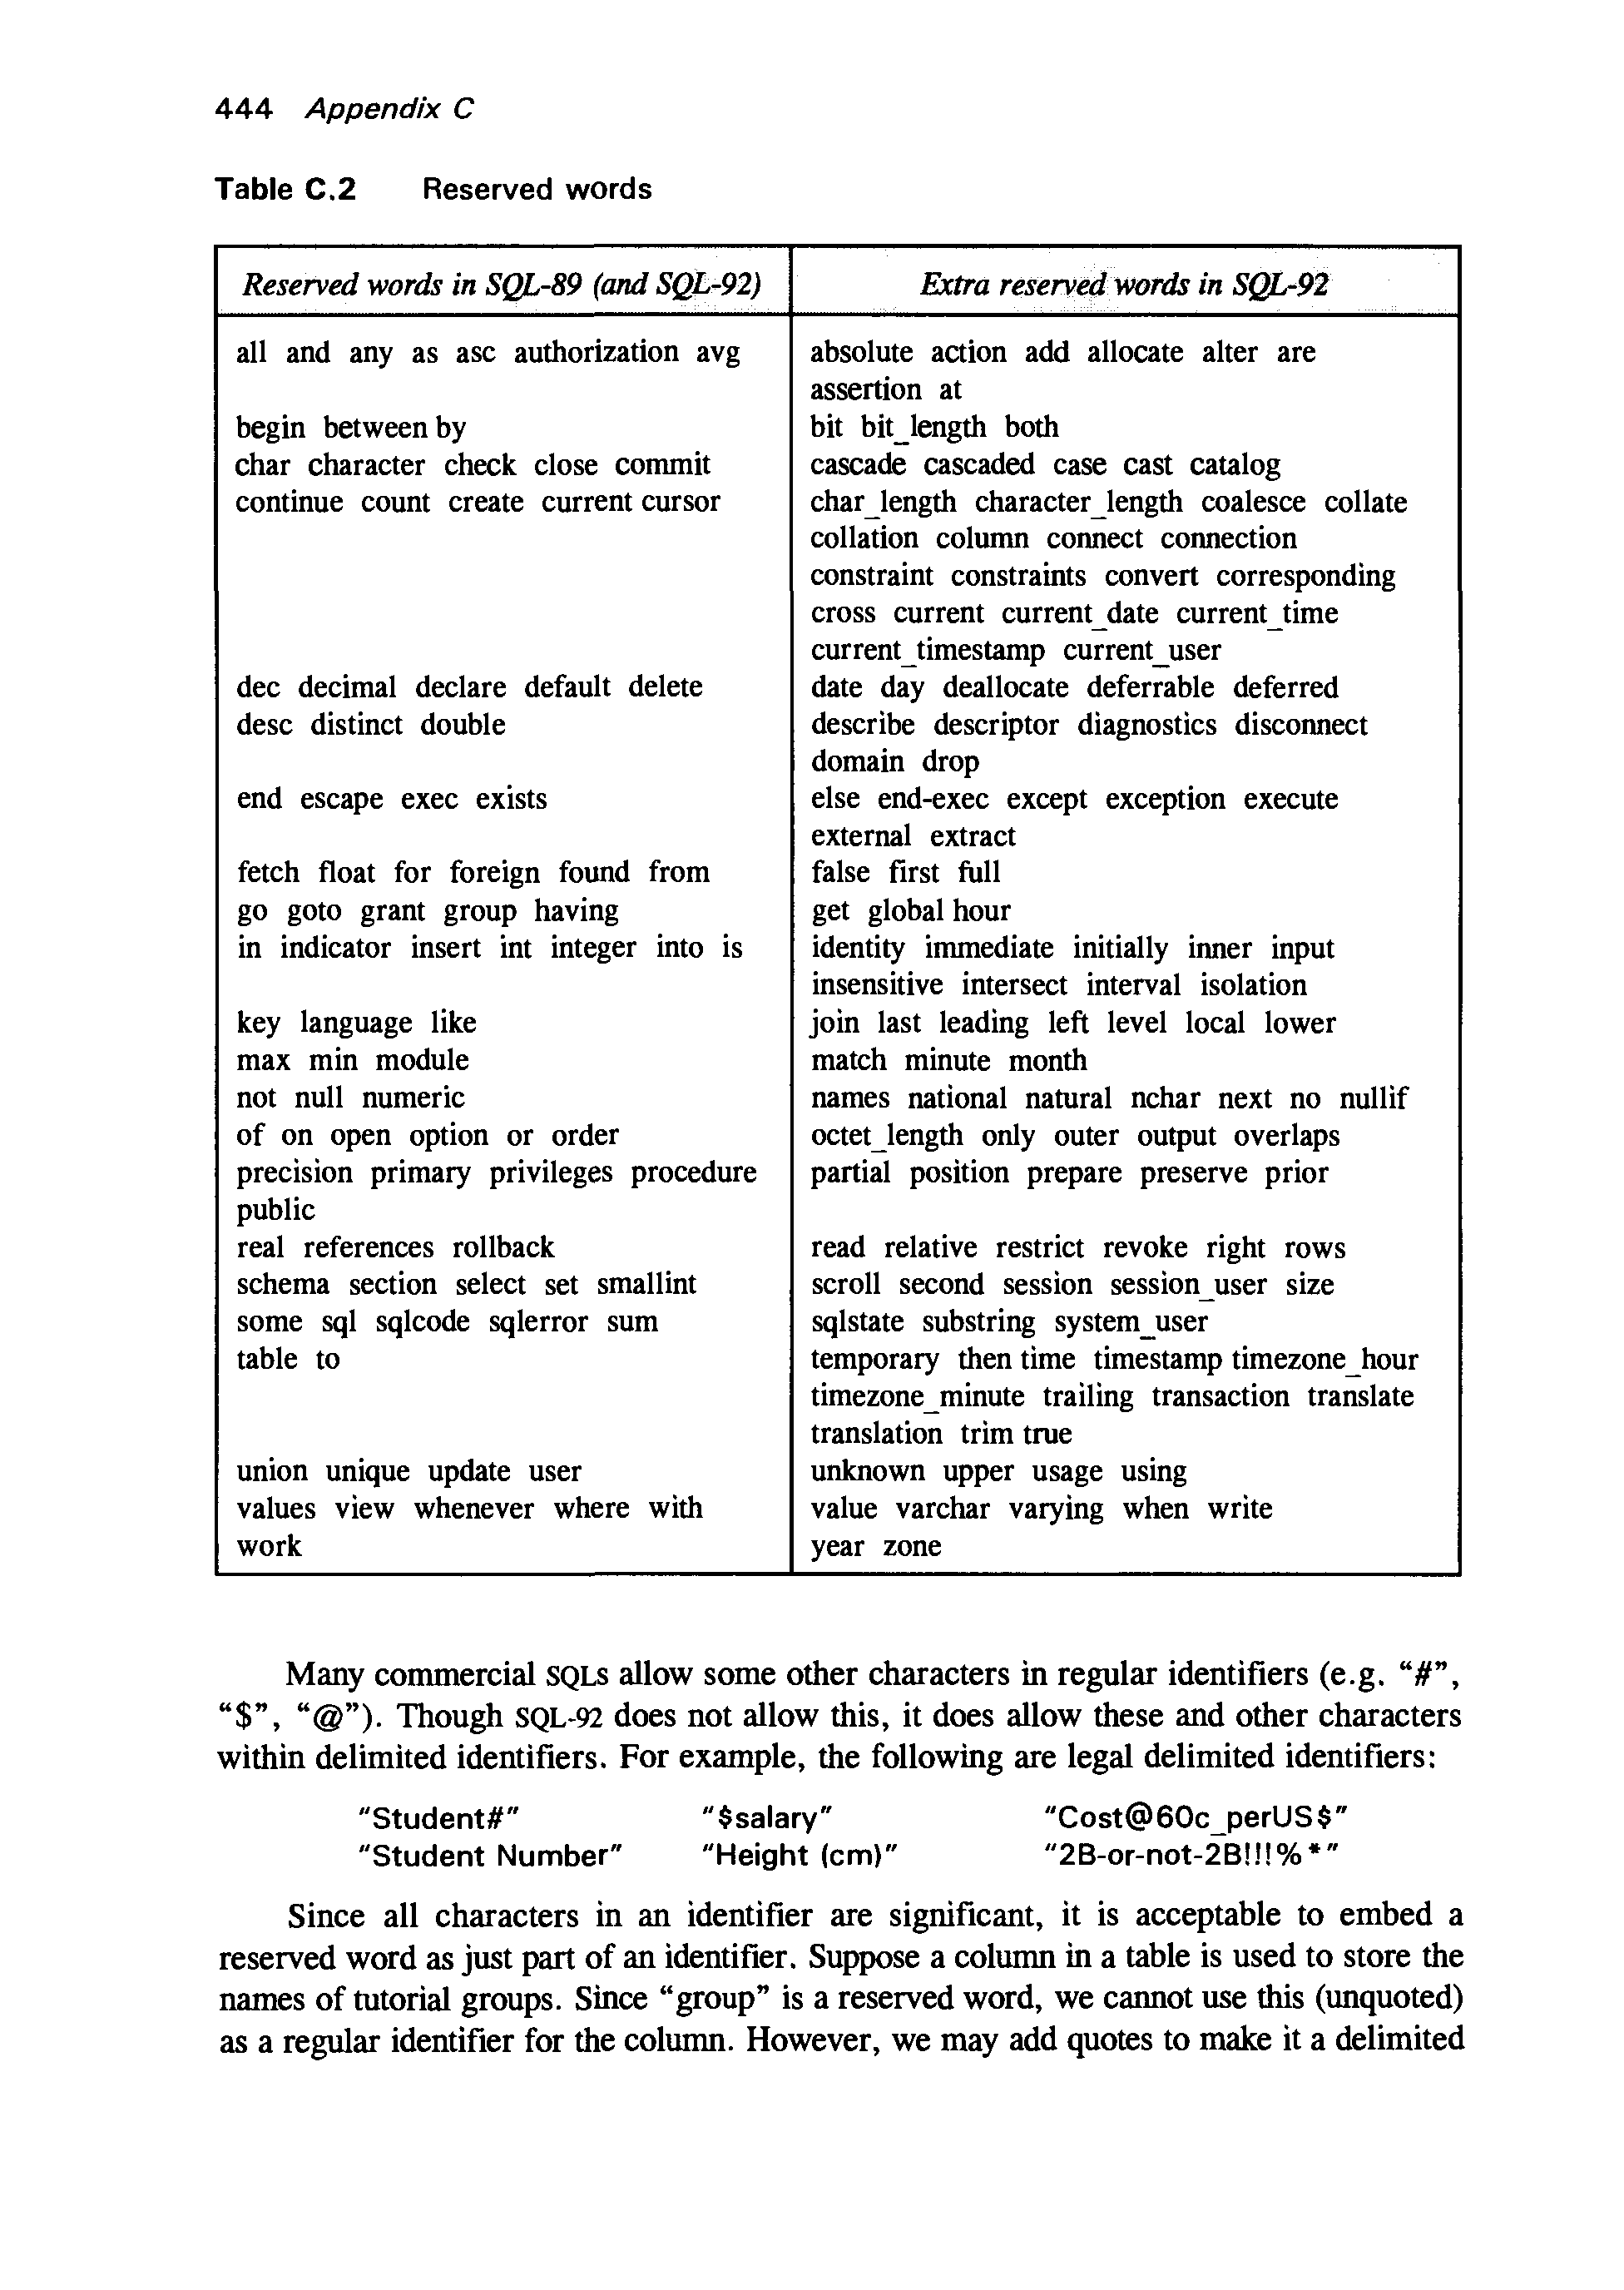 444 Appendix C
Table C.2 Reserved words
Reserved words in SQL-89 (and SQL-92)
all and any as asc authorization avg
begin between by
char character check close commit
continue count create current cursor
dec decimal declare default delete
desc distinct double
end escape exec exists
fetch float for foreign found from
go goto grant group having
in indicator insert int integer into is
key language like
max min module
not null numeric
of on open option or order
precision primary privileges procedure
public
real references rollback
schema section select set smallint
some sql sqlcode sqlerror sum
table to
union unique update user
values view whenever where with
work
Extra reserved words in SQL-92
absolute action add allocate alter are
assertion at
bit bit_length both
cascade cascaded case cast catalog
char_length character_length coalesce collate
collation column connect connection
constraint constraints convert corresponding
cross current current_date current_time
current_timestamp current_user
date day deallocate deferrable deferred
describe descriptor diagnostics disconnect
domain drop
else end-exec except exception execute
external extract
false first full
get global hour
identity immediate initially inner input
insensitive intersect interval isolation
join last leading left level local lower
match minute month
names national natural nchar next no nullif
octet_length only outer output overlaps
partial position prepare preserve prior
read relative restrict revoke right rows
scroll second session session_user size
sqlstate substring system_user
temporary then time timestamp timezone_hour
timezone_minute trailing transaction translate
translation trim true
unknown upper usage using
value varchar varying when write
year zone
Many commercial SQLs allow some other characters in regular identifiers (e.g. “#”,
“$”, “@”). Though SQL-92 does not allow this, it does allow these and other characters
within delimited identifiers. For example, the following are legal delimited identifiers:
"Student#" "$salary" "Cost@60c_perUS$"
"Student Number" "Height (cm)" "2B-or-not-2B!!!%*"
Since all characters in an identifier are significant, it is acceptable to embed a
reserved word as just part of an identifier. Suppose a column in a table is used to store the
names of tutorial groups. Since “group” is a reserved word, we cannot use this (unquoted)
as a regular identifier for the column. However, we may add quotes to make it a delimited